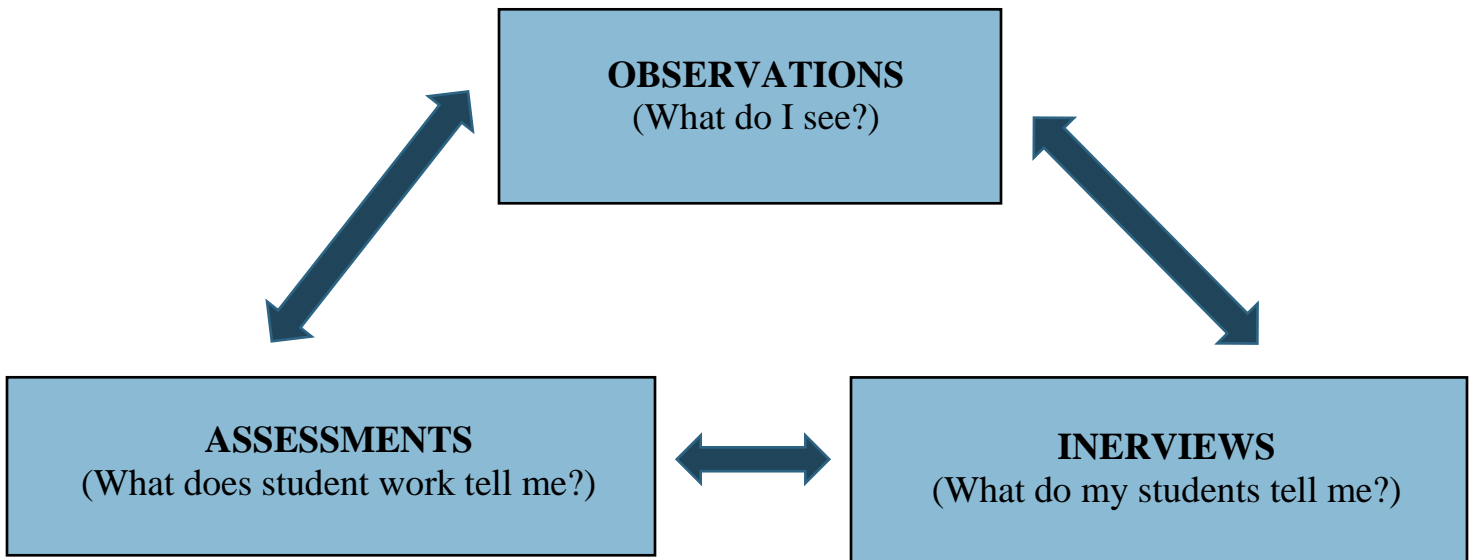 OBSERVATIONS
(What do I see?)
ASSESSMENTS
(What does student work tell me?)
INERVIEWS
(What do my students tell me?)